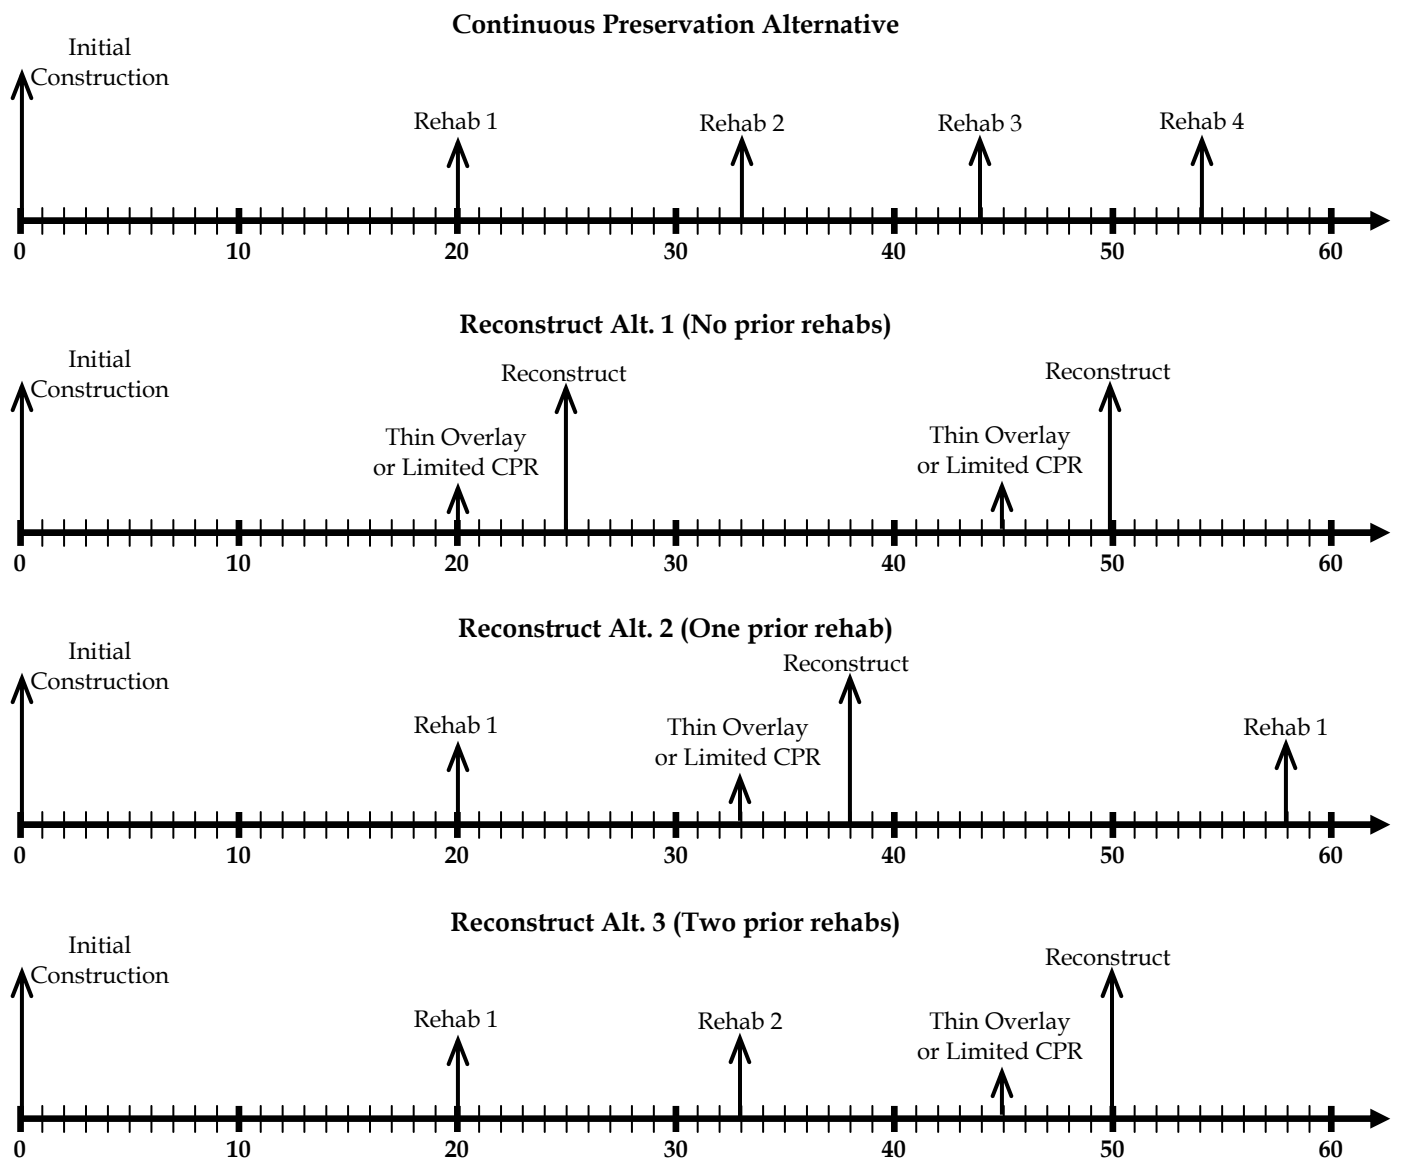 Continuous Preservation Alternative
Initial
Construction
Rehab 1
Rehab 2
Rehab 3
Rehab 4
0 10 20 30 40 50 60
Reconstruct Alt. 1 (No prior rehabs)
Initial
Construction
Reconstruct
Reconstruct
Thin Overlay
or Limited CPR
Thin Overlay
or Limited CPR
0 10 20 30 40 50 60
Reconstruct Alt. 2 (One prior rehab)
Initial
Construction
Reconstruct
Rehab 1
Thin Overlay
or Limited CPR
Rehab 1
0 10 20 30 40 50 60
Reconstruct Alt. 3 (Two prior rehabs)
Initial
Construction
Reconstruct
Rehab 1
Rehab 2
Thin Overlay
or Limited CPR
0 10 20 30 40 50 60